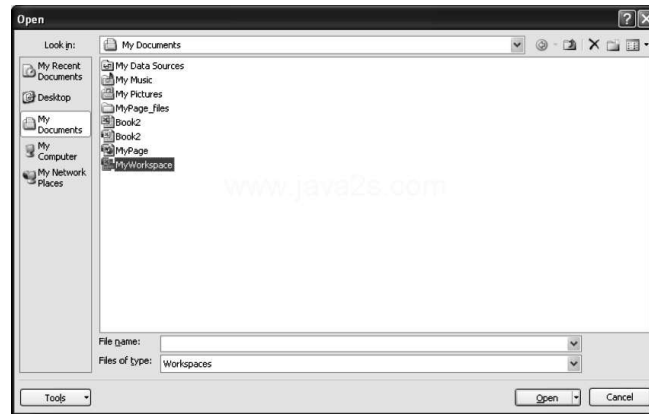 Open
Look in:
My Documents
My Recent
Documents
Desktop
My
Documents
My
Computer
My Network
Places
My Data Sources
My Music
My Pictures
MyPage_files
Book2
Book2
MyPage
MyWorkspace
www.java2s.com
File name:
Files of type:
Workspaces
Tools
Open
Cancel